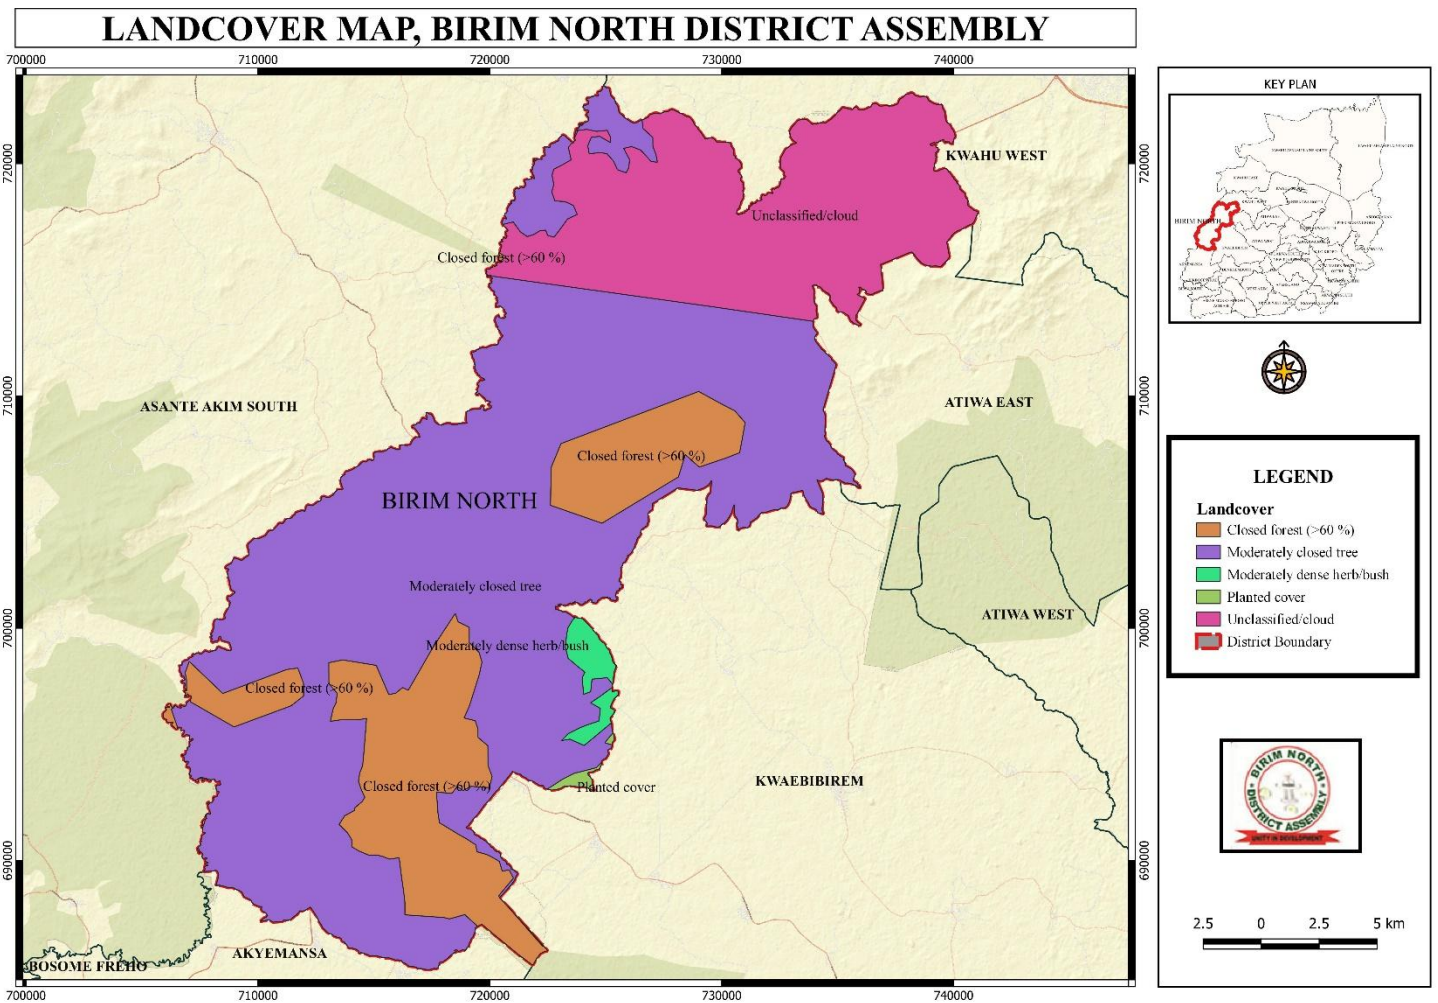 LANDCOVER MAP, BIRIM NORTH DISTRICT ASSEMBLY
700000
710000
720000
730000
740000
720000
710000
700000
690000
720000
710000
700000
690000
KWAHU WEST
Unclassified/cloud
Closed forest (>60 %)
ASANTE AKIM SOUTH
ATIWA EAST
Closed forest (>60 %)
BIRIM NORTH
Moderately closed tree
ATIWA WEST
Moderately dense herb/bush
Closed forest (>60 %)
Closed forest (>60 %)
Planted cover
KWAEBIBIREM
AKYEMANSA
BOSOME FREHO
700000
710000
720000
730000
740000
KEY PLAN
BIRIM NORTH
LEGEND
Landcover
Closed forest (>60 %)
Moderately closed tree
Moderately dense herb/bush
Planted cover
Unclassified/cloud
District Boundary
BIRIM NORTH
DISTRICT ASSEMBLY
UNITY IN DEVELOPMENT
2.5 0 2.5 5 km